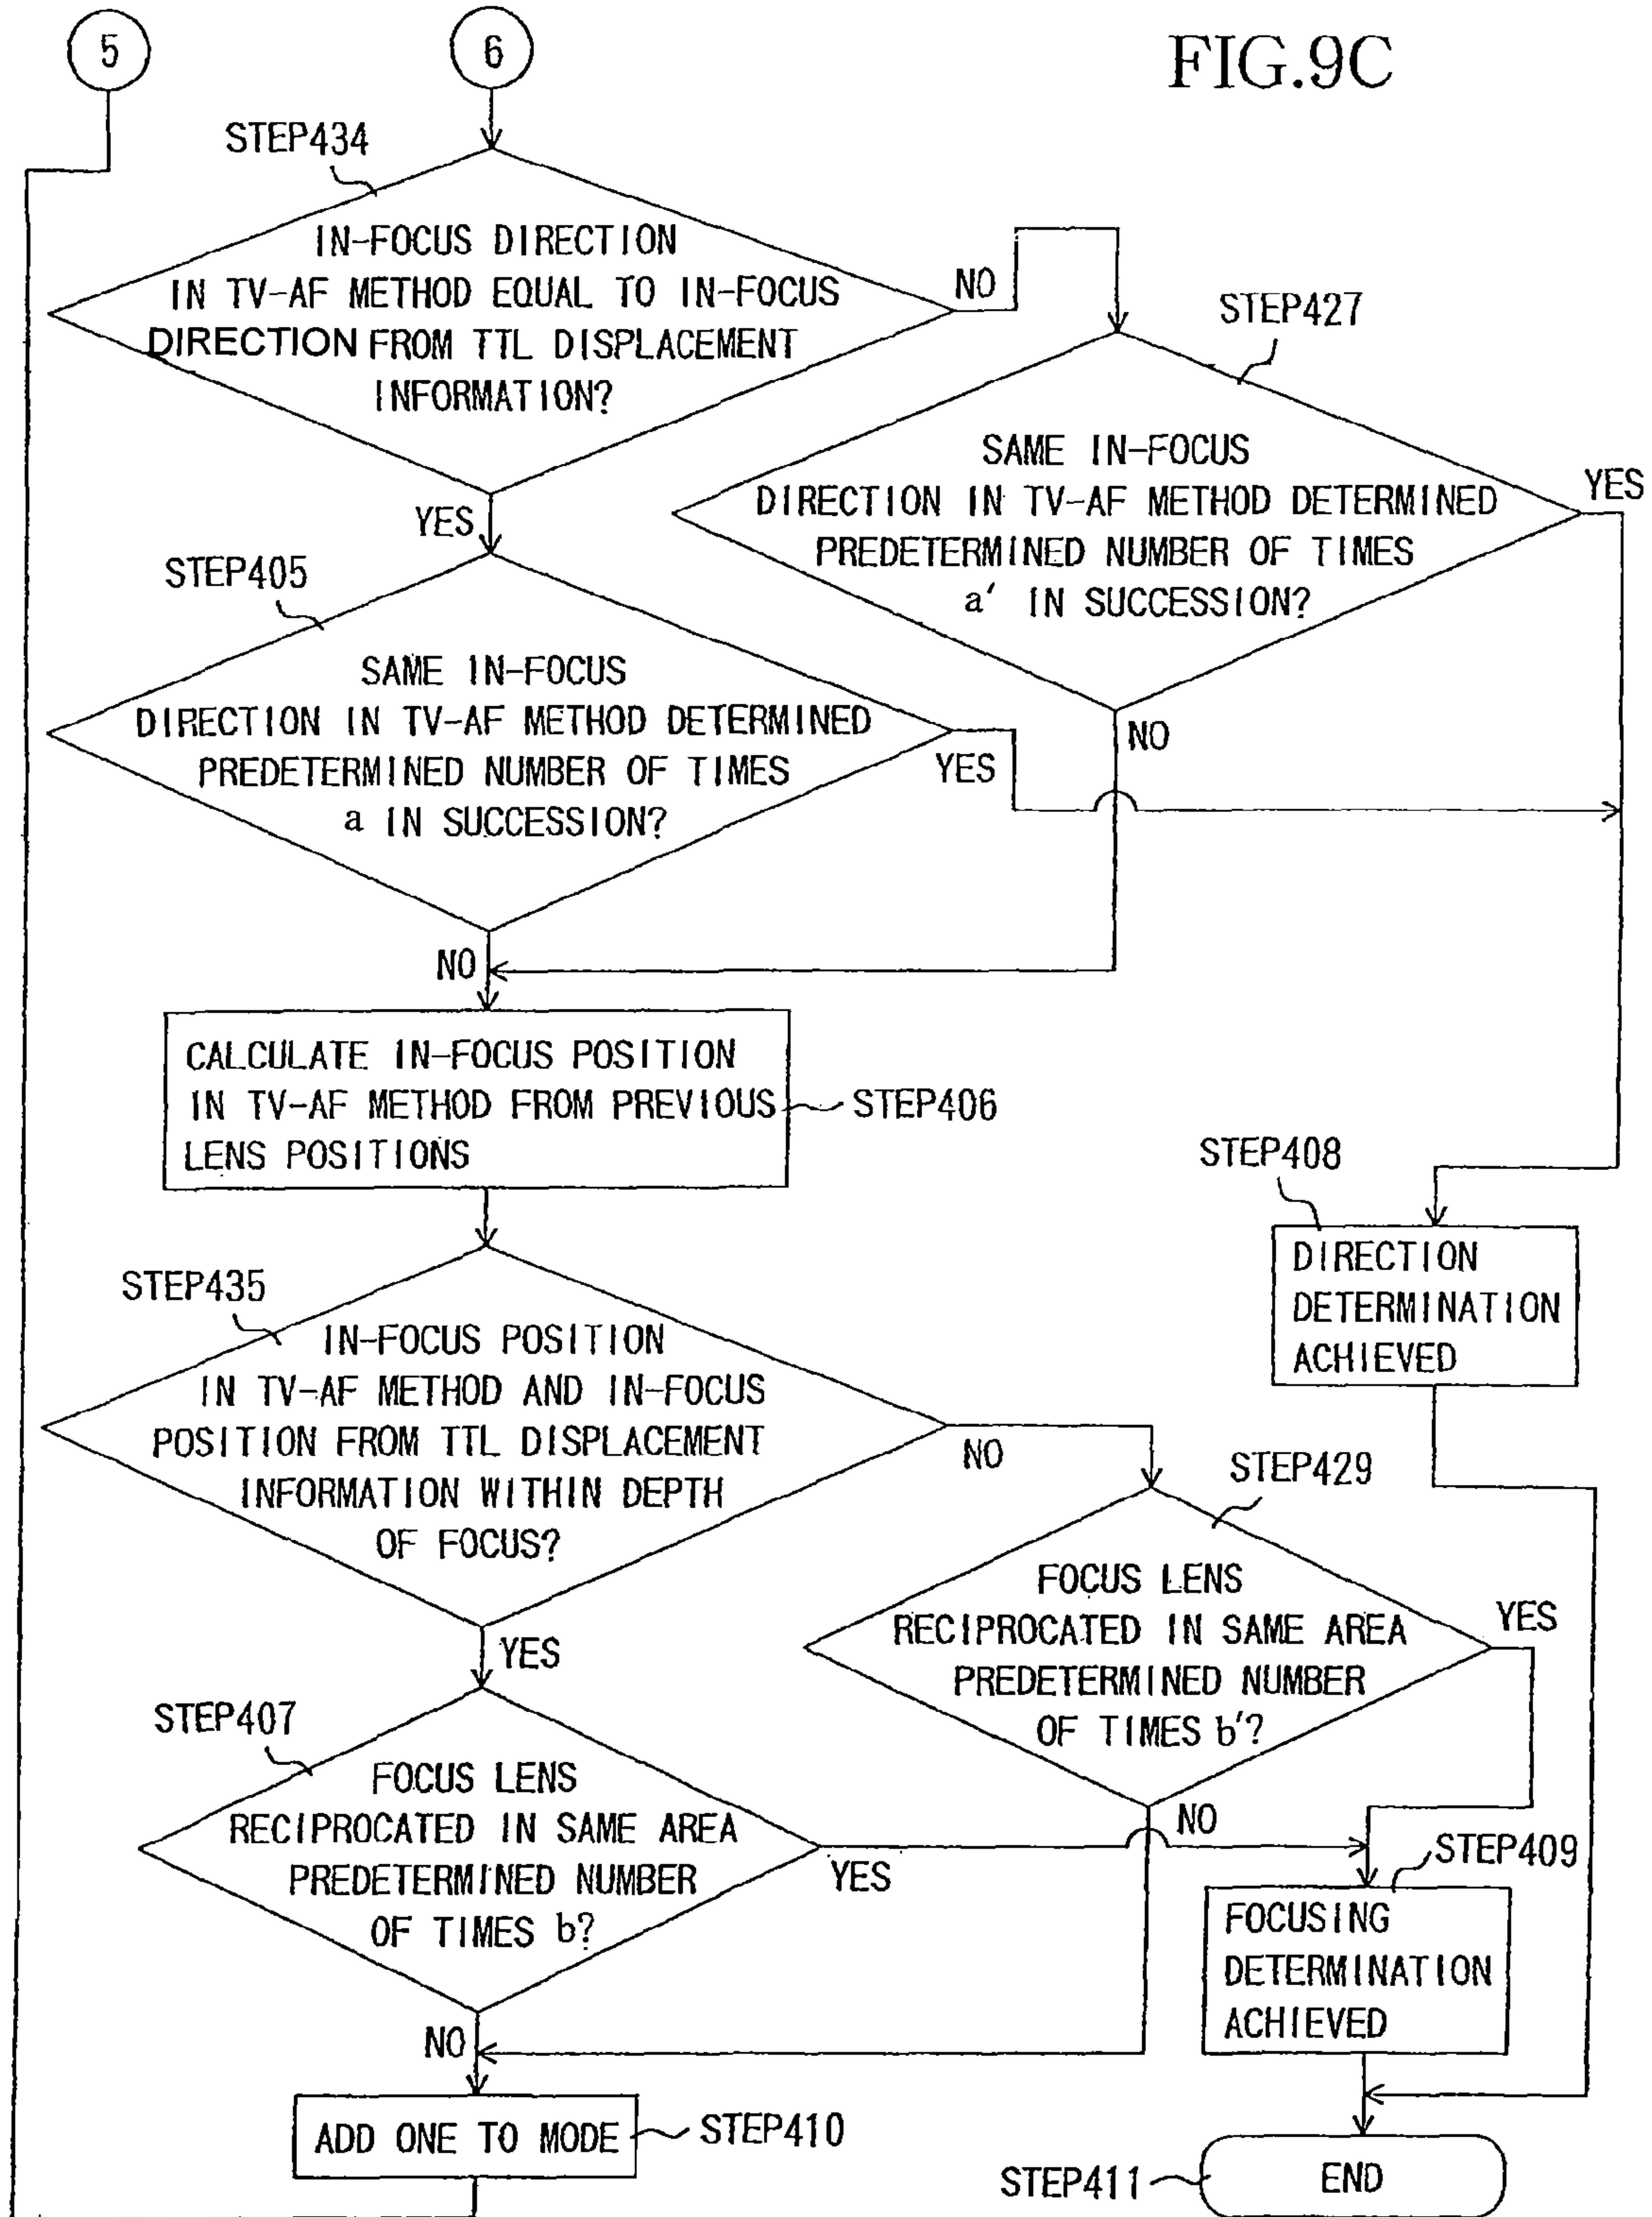 5
6
FIG.9C
STEP434
IN-FOCUS DIRECTION
IN TV-AF METHOD EQUAL TO IN-FOCUS
DIRECTION FROM TTL DISPLACEMENT
INFORMATION?
NO
YES
STEP427
SAME IN-FOCUS
DIRECTION IN TV-AF METHOD DETERMINED
PREDETERMINED NUMBER OF TIMES
a' IN SUCCESSION?
YES
NO
STEP405
SAME IN-FOCUS
DIRECTION IN TV-AF METHOD DETERMINED
PREDETERMINED NUMBER OF TIMES
a IN SUCCESSION?
YES
NO
CALCULATE IN-FOCUS POSITION
IN TV-AF METHOD FROM PREVIOUS
LENS POSITIONS
STEP406
STEP408
DIRECTION
DETERMINATION
ACHIEVED
STEP435
IN-FOCUS POSITION
IN TV-AF METHOD AND IN-FOCUS
POSITION FROM TTL DISPLACEMENT
INFORMATION WITHIN DEPTH
OF FOCUS?
NO
YES
STEP429
FOCUS LENS
RECIPROCATED IN SAME AREA
PREDETERMINED NUMBER
OF TIMES b'?
YES
NO
STEP407
FOCUS LENS
RECIPROCATED IN SAME AREA
PREDETERMINED NUMBER
OF TIMES b?
YES
NO
STEP409
FOCUSING
DETERMINATION
ACHIEVED
ADD ONE TO MODE
STEP410
STEP411
END